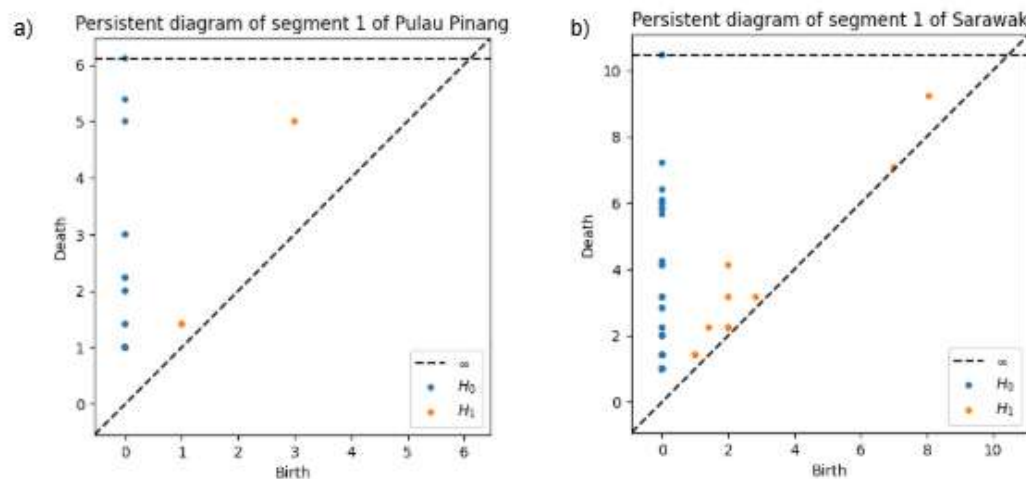 a)
Persistent diagram of segment 1 of Pulau Pinang
6
5
4
3
2
1
0
Death
0 1 2 3 4 5 6
Birth
∞
H₀
H₁
b)
Persistent diagram of segment 1 of Sarawak
10
8
6
4
2
0
Death
0 2 4 6 8 10
Birth
∞
H₀
H₁